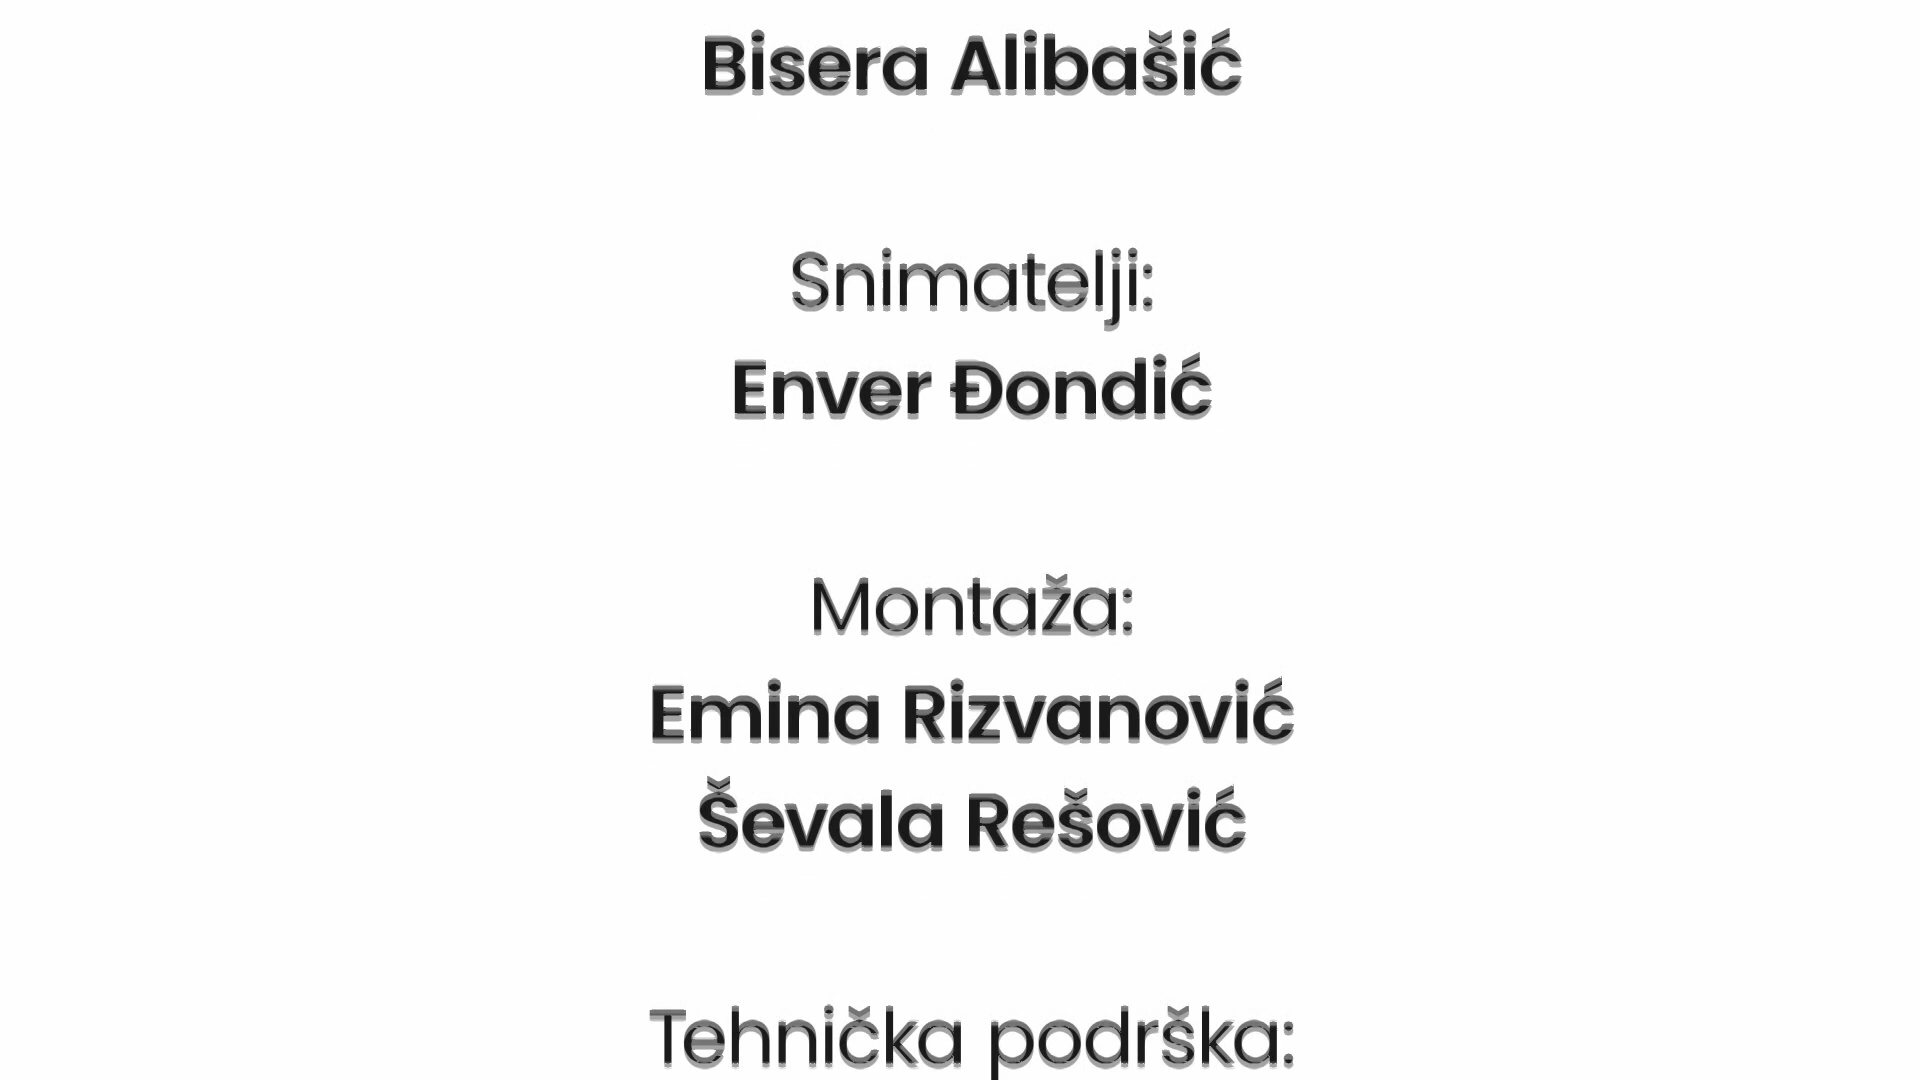 Bisera Alibašić
Snimatelji:
Enver Đondić
Montaža:
Emina Rizvanović
Ševala Rešović
Tehnička podrška: